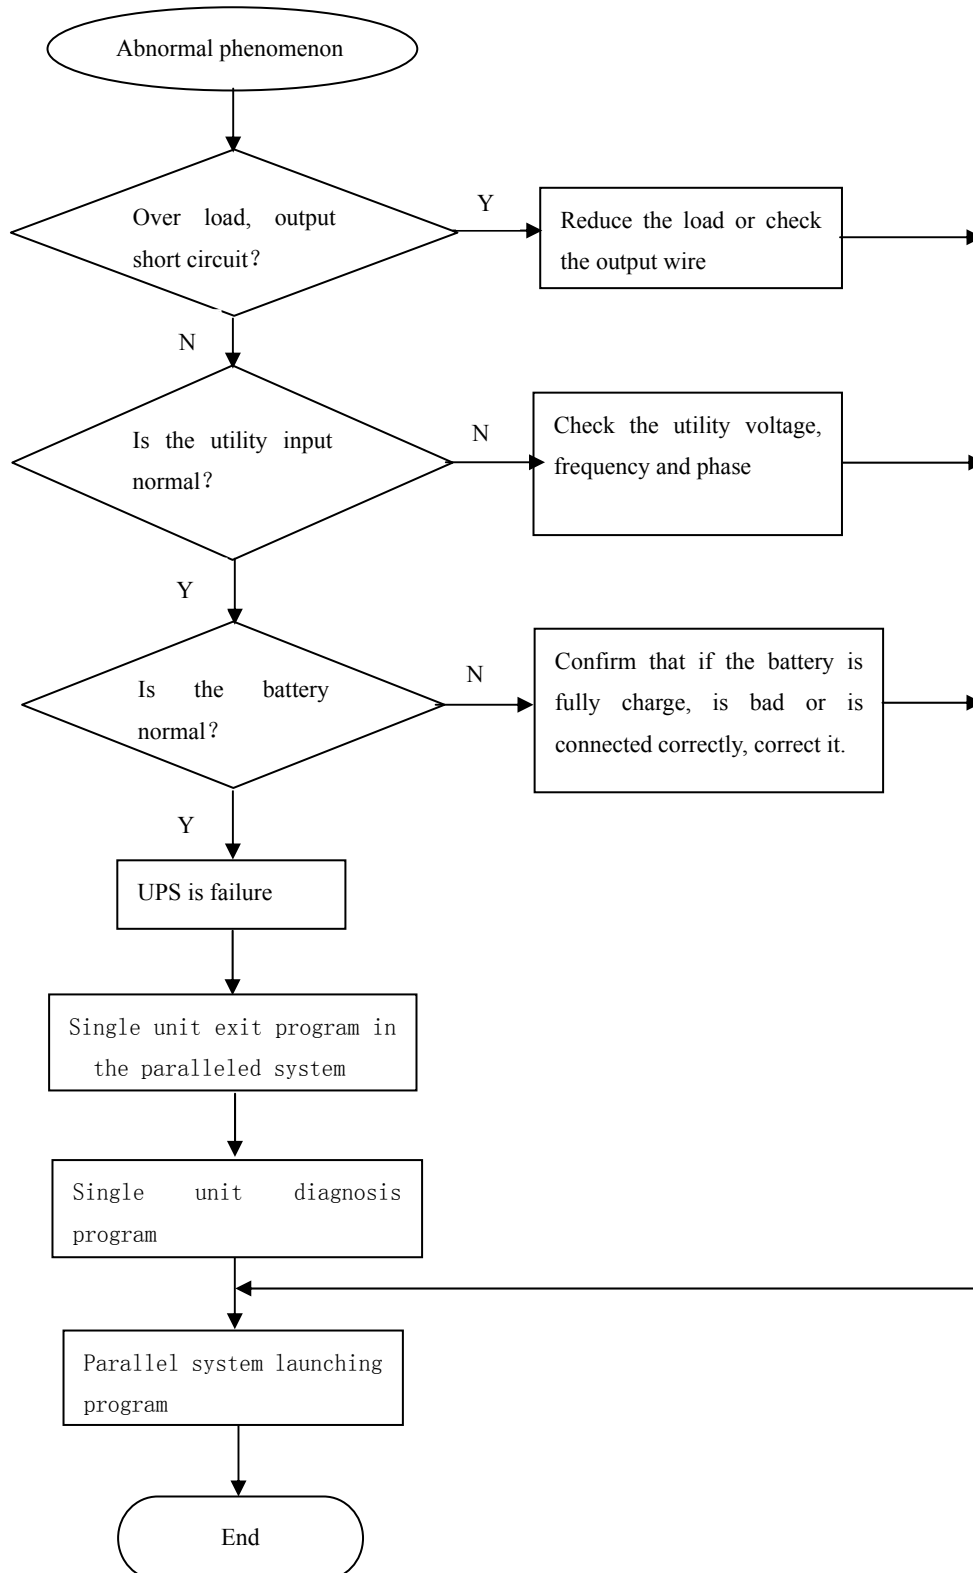 Abnormal phenomenon
Over load, output
short circuit？
Y
Reduce the load or check
the output wire
N
Is the utility input
normal？
N
Check the utility voltage,
frequency and phase
Y
Is the battery
normal？
N
Confirm that if the battery is
fully charge, is bad or is
connected correctly, correct it.
Y
UPS is failure
Single unit exit program in
the paralleled system
Single unit diagnosis
program
Parallel system launching
program
End